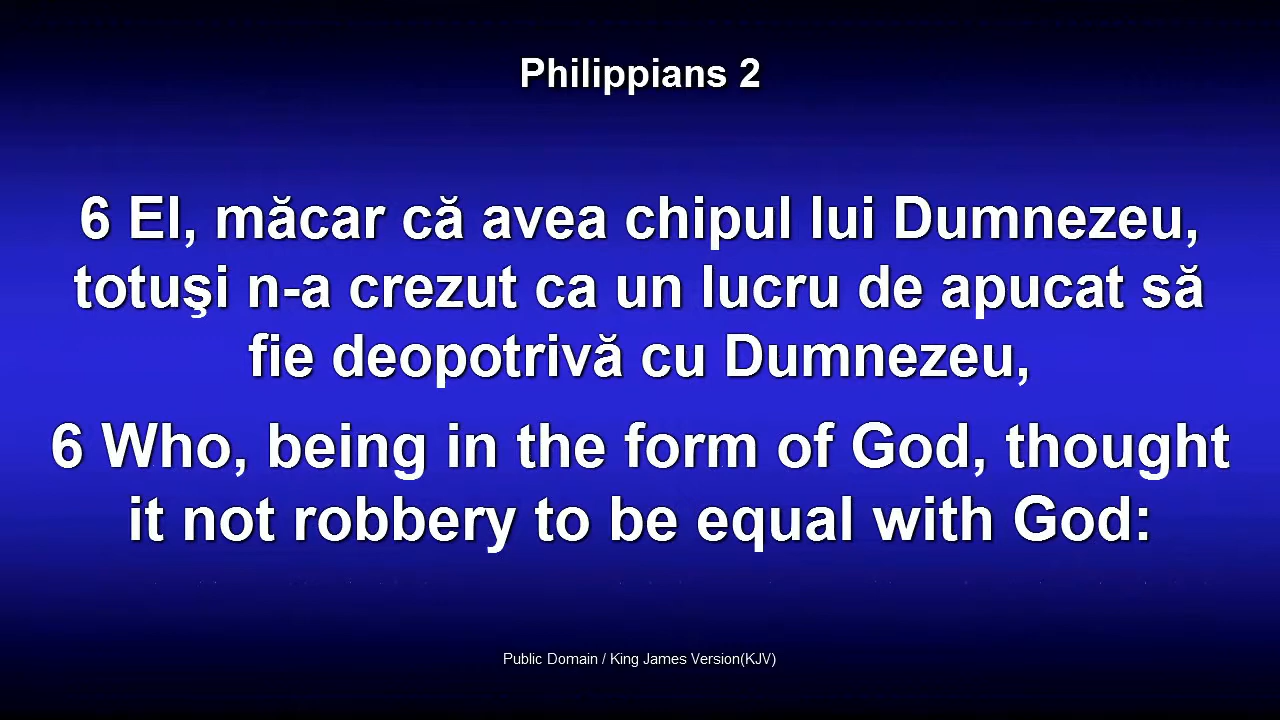 Philippians 2
6 El, măcar că avea chipul lui Dumnezeu,
totuşi n-a crezut ca un lucru de apucat să
fie deopotrivă cu Dumnezeu,
6 Who, being in the form of God, thought
it not robbery to be equal with God:
Public Domain / King James Version(KJV)